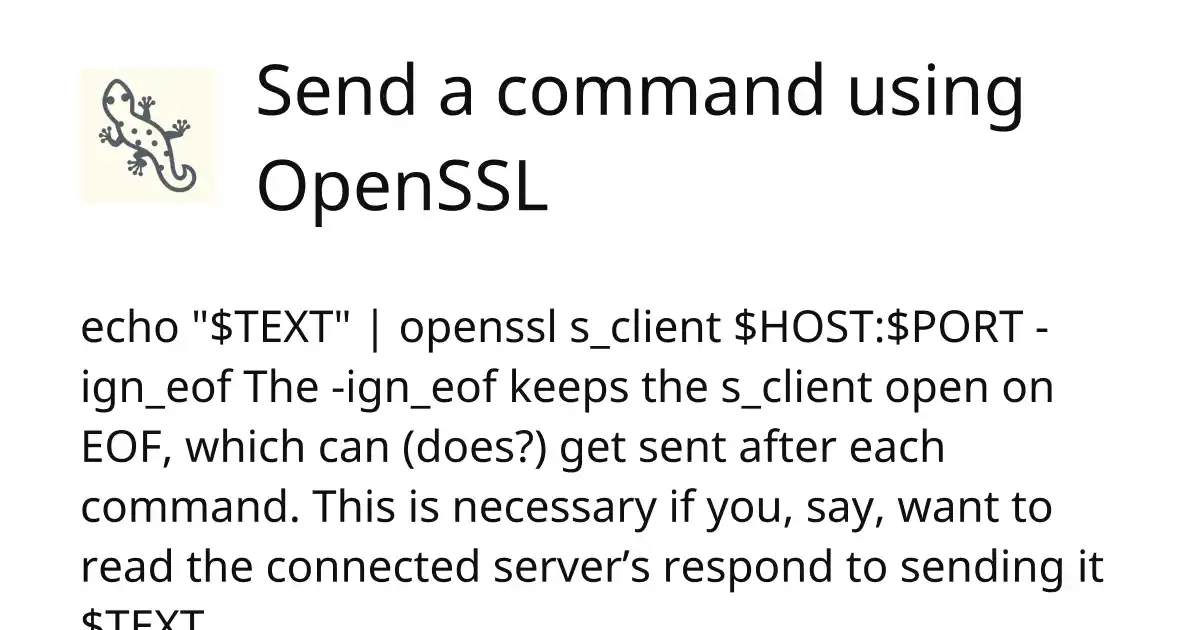 Send a command using
OpenSSL
echo "$TEXT" | openssl s_client $HOST:$PORT -
ign_eof The -ign_eof keeps the s_client open on
EOF, which can (does?) get sent after each
command. This is necessary if you, say, want to
read the connected server’s respond to sending it
$TEXT